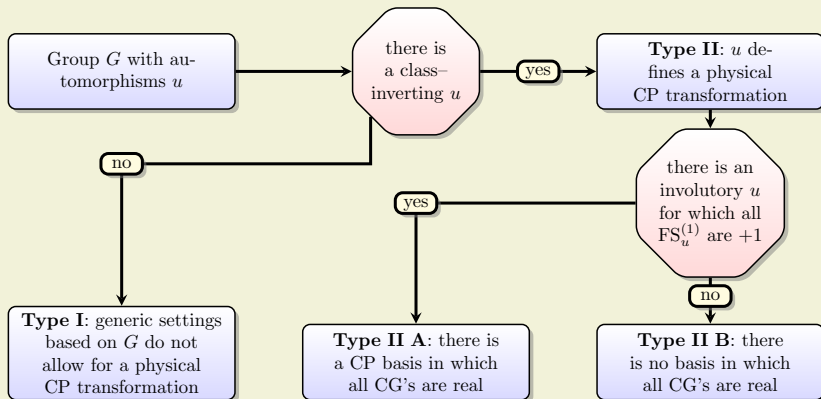 Group G with au-
tomorphisms u
there is
a class–
inverting u
yes
Type II: u de-
fines a physical
CP transformation
no
there is an
involutory u
for which all
FS_u^{(1)} are +1
yes
no
Type I: generic settings
based on G do not
allow for a physical
CP transformation
Type II A: there is
a CP basis in which
all CG's are real
Type II B: there
is no basis in which
all CG's are real